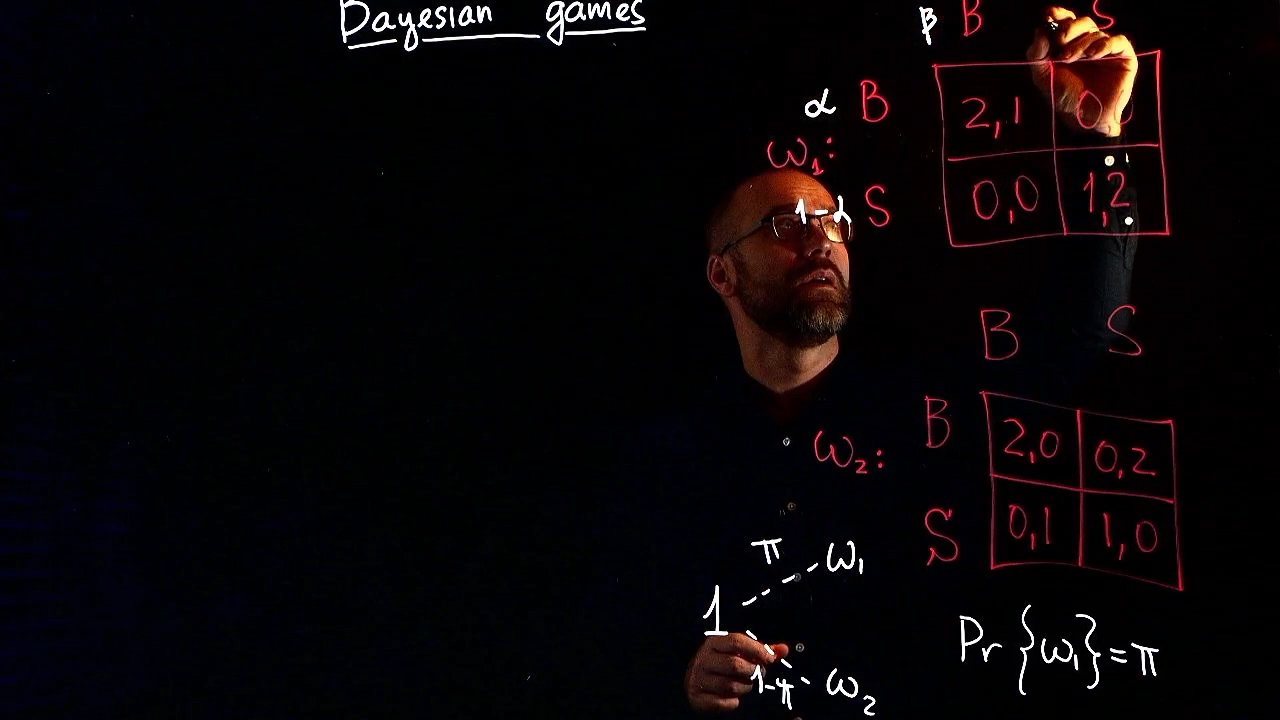 Bayesian games
β B S
α B 2,1 0,
ω₁:
1-α S 0,0 1,2
B S
B 2,0 0,2
ω₂:
S 0,1 1,0
π ω₁
1
1-π ω₂
Pr {ω₁} = π